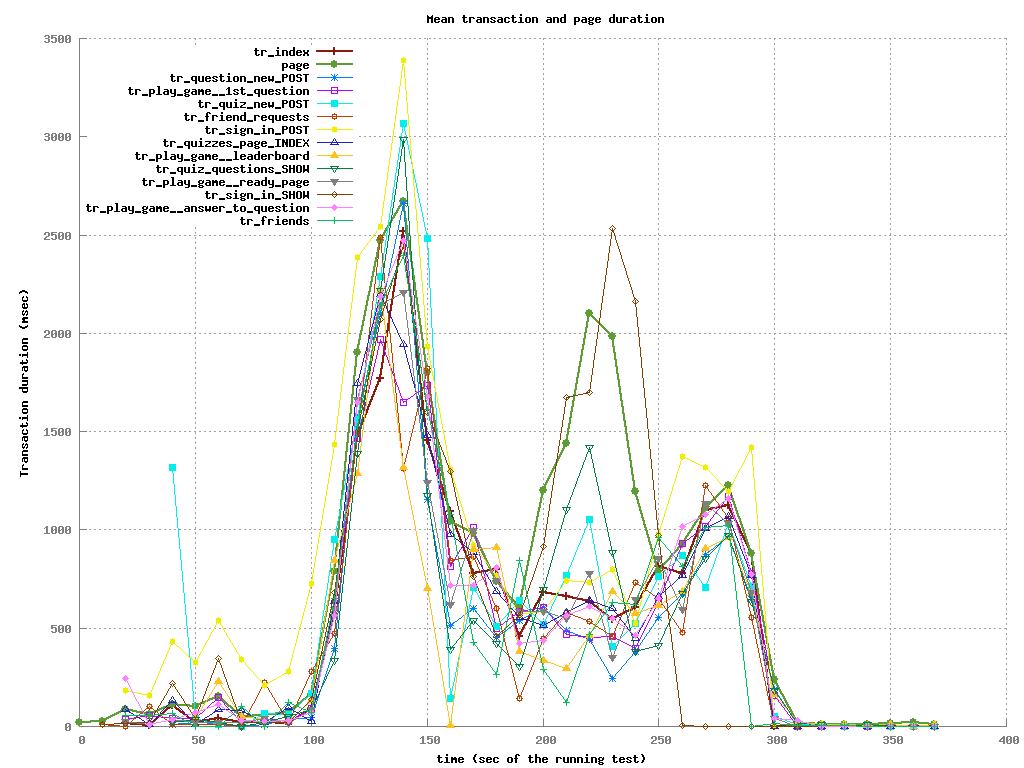 Mean transaction and page duration
3500
3000
2500
2000
1500
1000
500
0
Transaction duration (msec)
tr_index
page
tr_question_new_POST
tr_play_game__1st_question
tr_quiz_new_POST
tr_friend_requests
tr_sign_in_POST
tr_quizzes_page_INDEX
tr_play_game__leaderboard
tr_quiz_questions_SHOW
tr_play_game__ready_page
tr_sign_in_SHOW
tr_play_game__answer_to_question
tr_friends
0 50 100 150 200 250 300 350 400
time (sec of the running test)